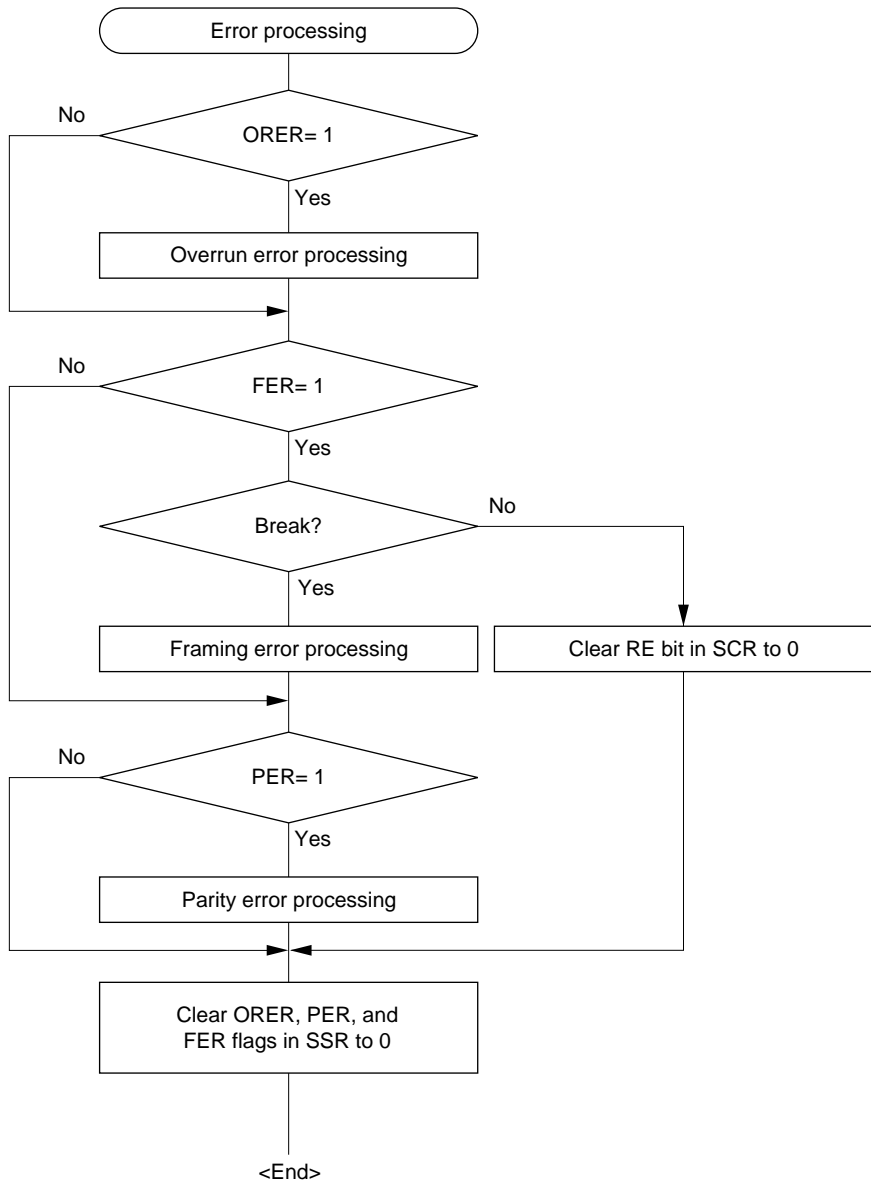 Error processing
No
ORER= 1
Yes
Overrun error processing
No
FER= 1
Yes
Break?
No
Yes
Framing error processing
Clear RE bit in SCR to 0
No
PER= 1
Yes
Parity error processing
Clear ORER, PER, and
FER flags in SSR to 0
<End>